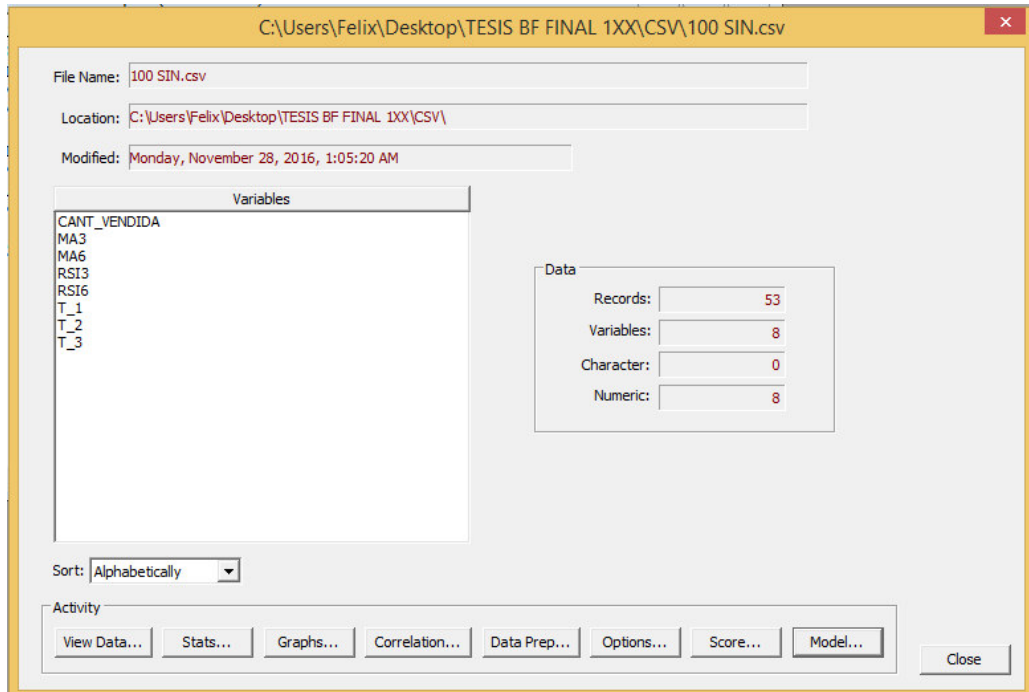 C:\Users\Felix\Desktop\TESIS BF FINAL 1XX\CSV\100 SIN.csv
File Name: 100 SIN.csv
Location: C:\Users\Felix\Desktop\TESIS BF FINAL 1XX\CSV\
Modified: Monday, November 28, 2016, 1:05:20 AM
Variables
CANT_VENDIDA
MA3
MA6
RSI3
RSI6
T_1
T_2
T_3
Data
Records: 53
Variables: 8
Character: 0
Numeric: 8
Sort: Alphabetically
Activity
View Data... Stats... Graphs... Correlation... Data Prep... Options... Score... Model...
Close